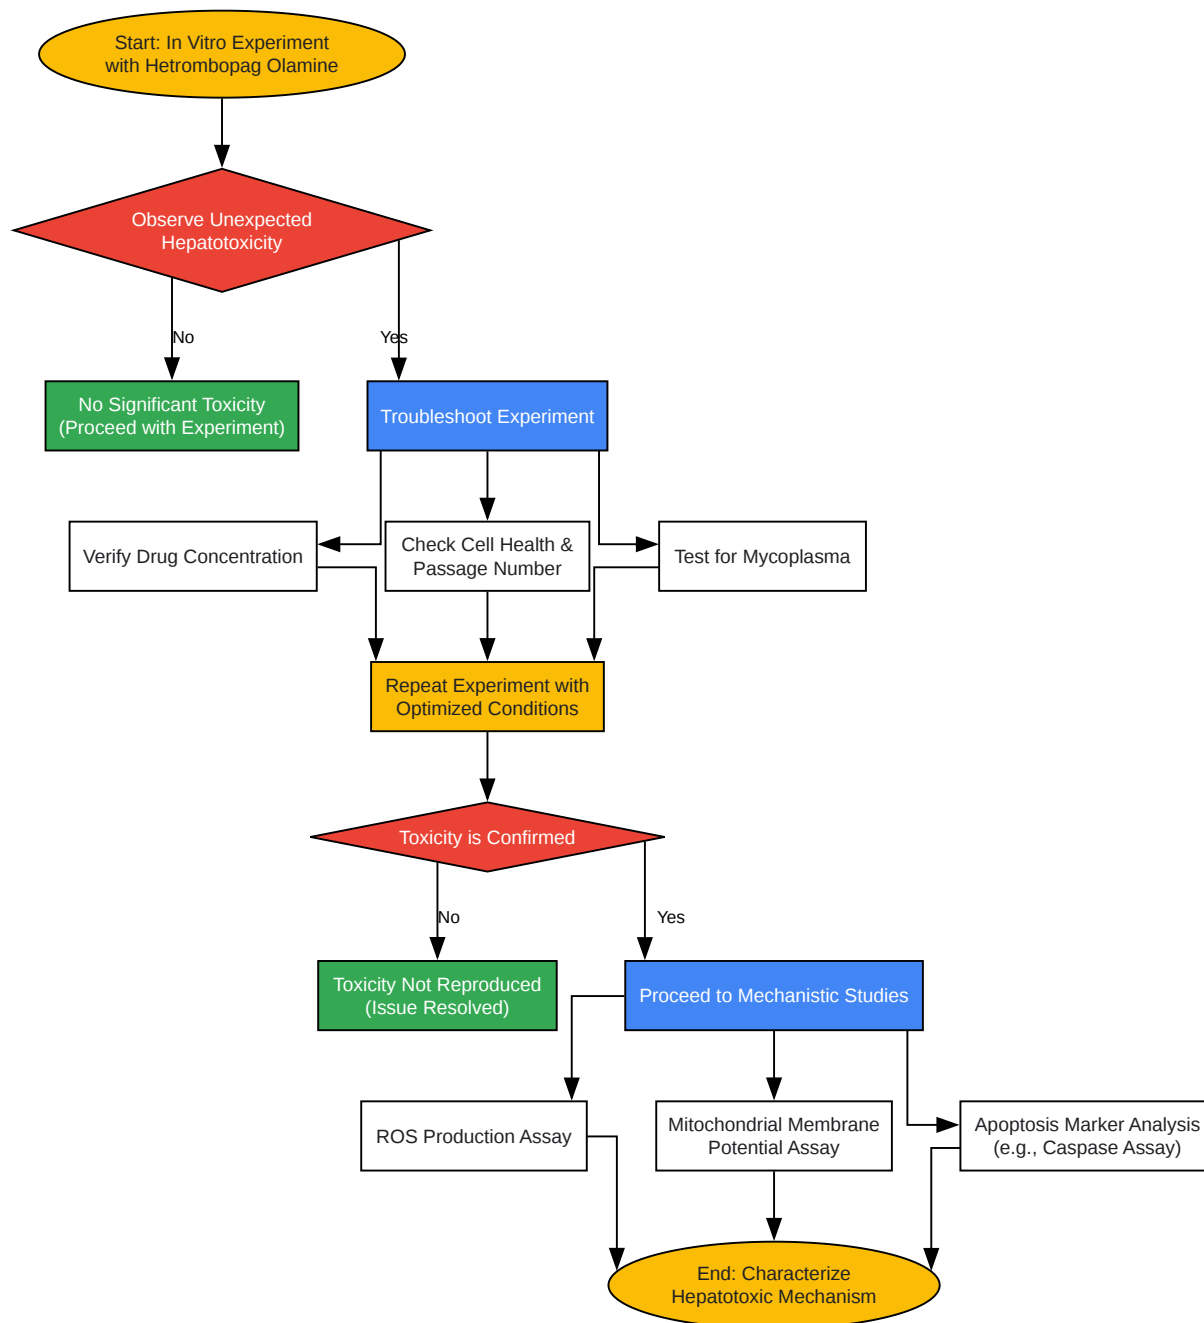 Start: In Vitro Experiment
with Hetrombopag Olamine
Observe Unexpected
Hepatotoxicity
No
Yes
No Significant Toxicity
(Proceed with Experiment)
Troubleshoot Experiment
Verify Drug Concentration
Check Cell Health &
Passage Number
Test for Mycoplasma
Repeat Experiment with
Optimized Conditions
Toxicity is Confirmed
No
Yes
Toxicity Not Reproduced
(Issue Resolved)
Proceed to Mechanistic Studies
ROS Production Assay
Mitochondrial Membrane
Potential Assay
Apoptosis Marker Analysis
(e.g., Caspase Assay)
End: Characterize
Hepatotoxic Mechanism